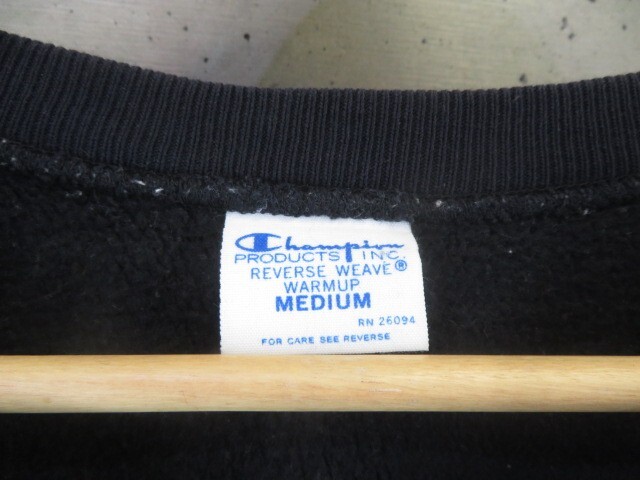 Champion
PRODUCTS INC.
REVERSE WEAVE®
WARMUP
MEDIUM
RN 26094
FOR CARE SEE REVERSE